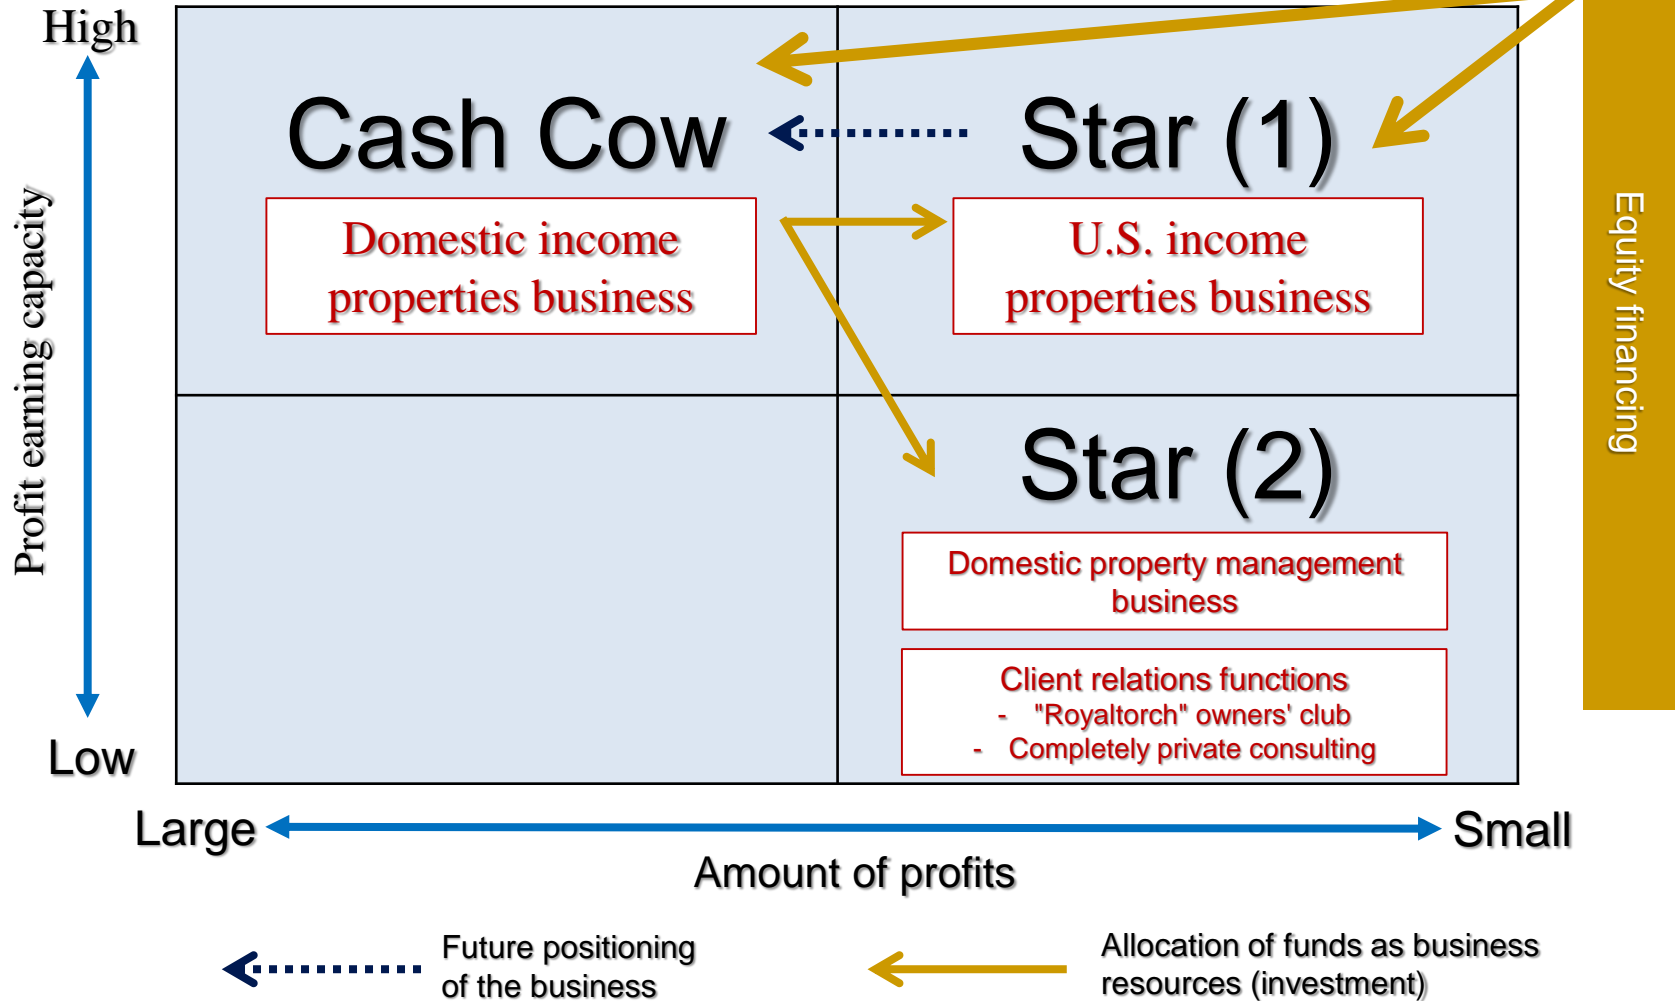 High
Cash Cow
Star (1)
Domestic income
properties business
U.S. income
properties business
Profit earning capacity
Equity financing
Star (2)
Domestic property management
business
Client relations functions
- "Royaltorch" owners' club
- Completely private consulting
Low
Large
Small
Amount of profits
Future positioning
of the business
Allocation of funds as business
resources (investment)